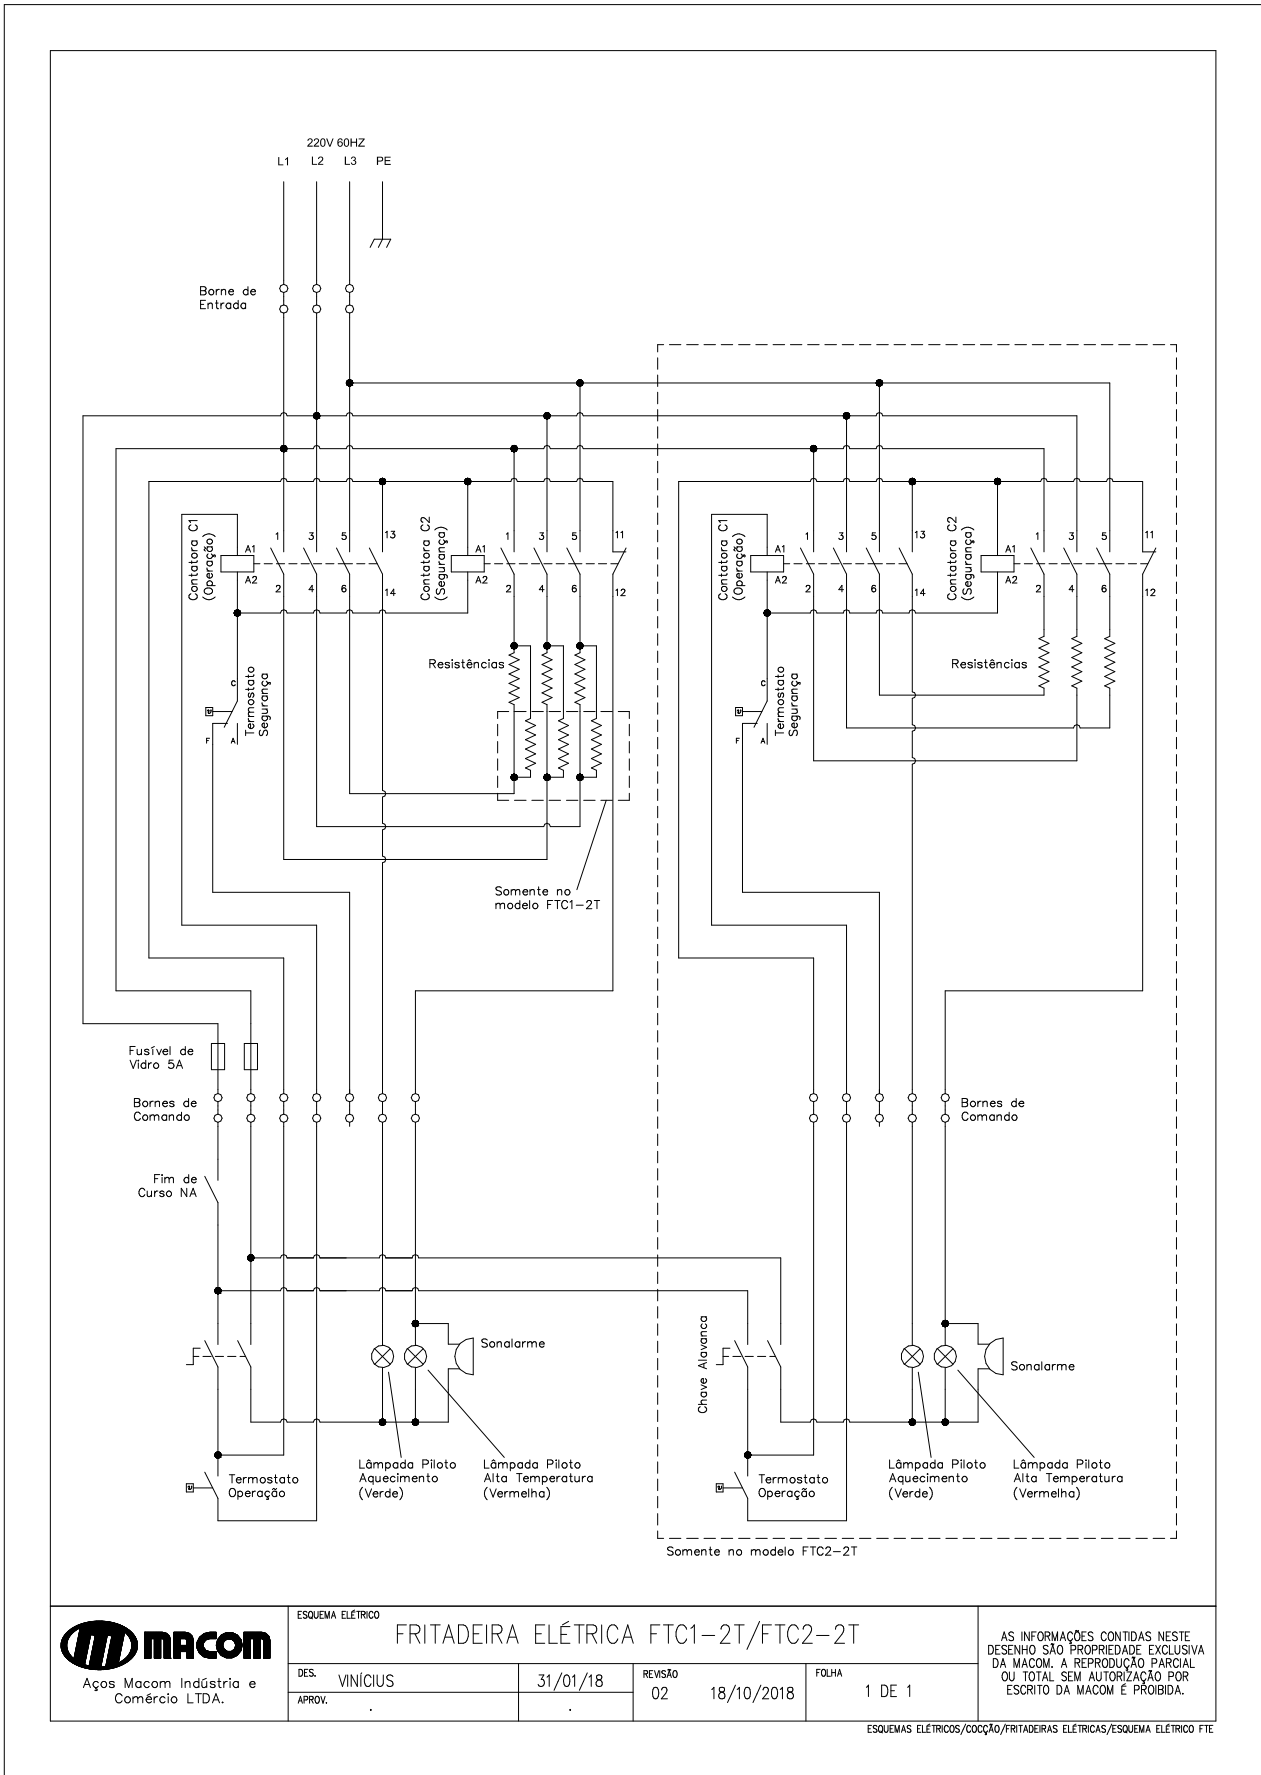 220V 60HZ
L1 L2 L3 PE
Borne de
Entrada
Contatora C1
(Operação)
A1
A2
1 3 5 13
2 4 6 14
Contatora C2
(Segurança)
A1
A2
1 3 5 11
2 4 6 12
Contatora C1
(Operação)
A1
A2
1 3 5 13
2 4 6 14
Contatora C2
(Segurança)
A1
A2
1 3 5 11
2 4 6 12
Resistências
Resistências
C
Termostato
Segurança
F A
C
Termostato
Segurança
F A
Somente no
modelo FTC1-2T
Fusível de
Vidro 5A
Bornes de
Comando
Bornes de
Comando
Fim de
Curso NA
Sonalarme
Chave Alavanca
Sonalarme
Termostato
Operação
Lâmpada Piloto
Aquecimento
(Verde)
Lâmpada Piloto
Alta Temperatura
(Vermelha)
Termostato
Operação
Lâmpada Piloto
Aquecimento
(Verde)
Lâmpada Piloto
Alta Temperatura
(Vermelha)
Somente no modelo FTC2-2T
MACOM
Aços Macom Indústria e
Comércio LTDA.
ESQUEMA ELÉTRICO
FRITADEIRA ELÉTRICA FTC1-2T/FTC2-2T
DES. VINÍCIUS 31/01/18
APROV. . .
REVISÃO
02 18/10/2018
FOLHA
1 DE 1
AS INFORMAÇÕES CONTIDAS NESTE
DESENHO SÃO PROPRIEDADE EXCLUSIVA
DA MACOM. A REPRODUÇÃO PARCIAL
OU TOTAL SEM AUTORIZAÇÃO POR
ESCRITO DA MACOM É PROIBIDA.
ESQUEMAS ELÉTRICOS/COCÇÃO/FRITADEIRAS ELÉTRICAS/ESQUEMA ELÉTRICO FTE